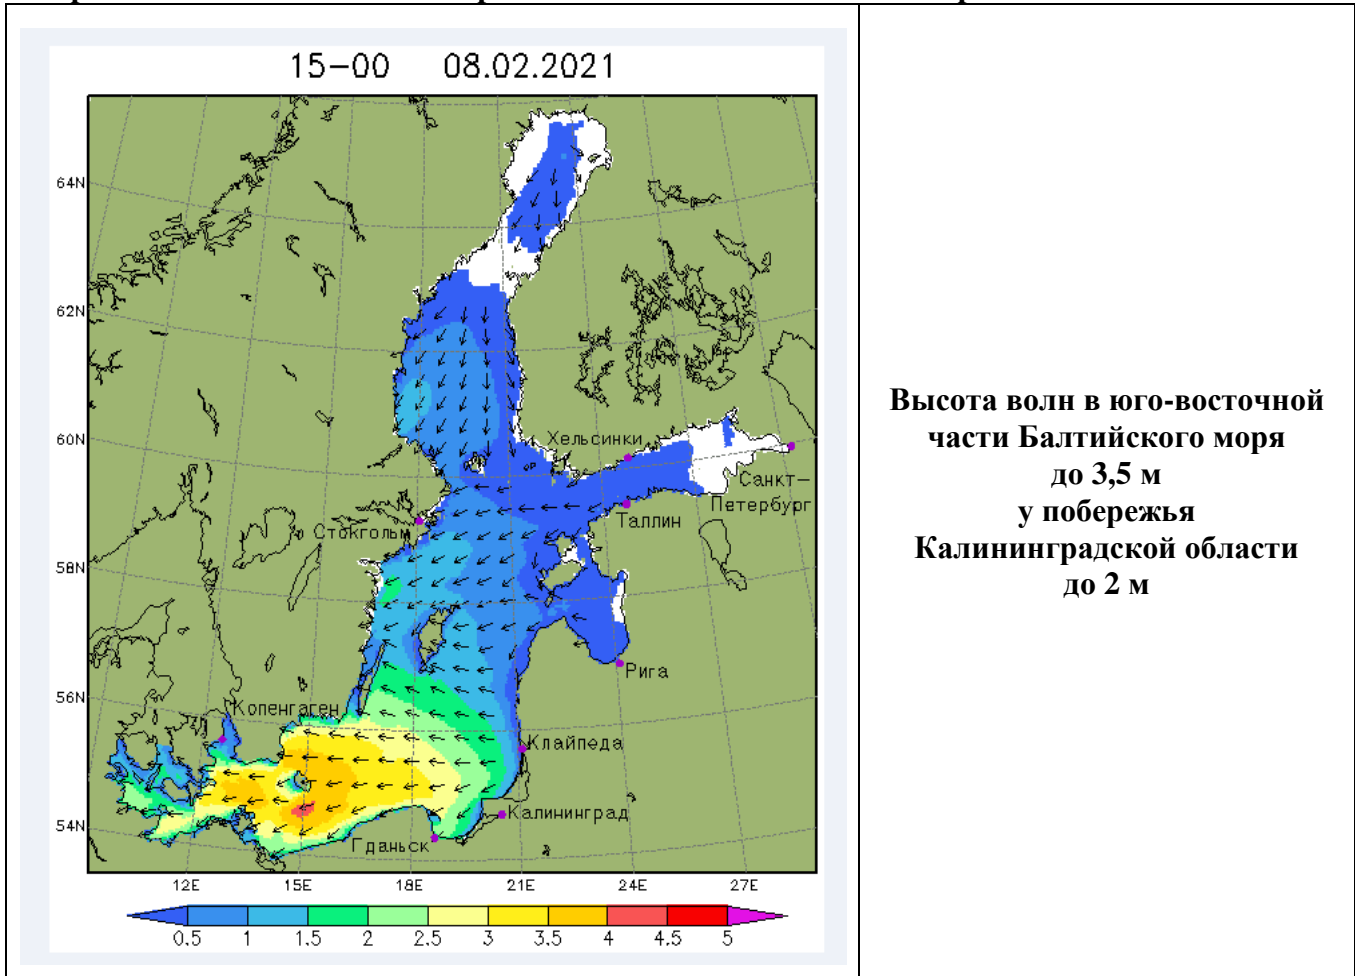 15-00 08.02.2021
64N
62N
60N
58N
56N
54N
Хельсинки
Санкт-
Петербург
Таллин
Стокгольм
Рига
Копенгаген
Клайпеда
Калининград
Гданьск
12E 15E 18E 21E 24E 27E
0.5 1 1.5 2 2.5 3 3.5 4 4.5 5
Высота волн в юго-восточной
части Балтийского моря
до 3,5 м
у побережья
Калининградской области
до 2 м